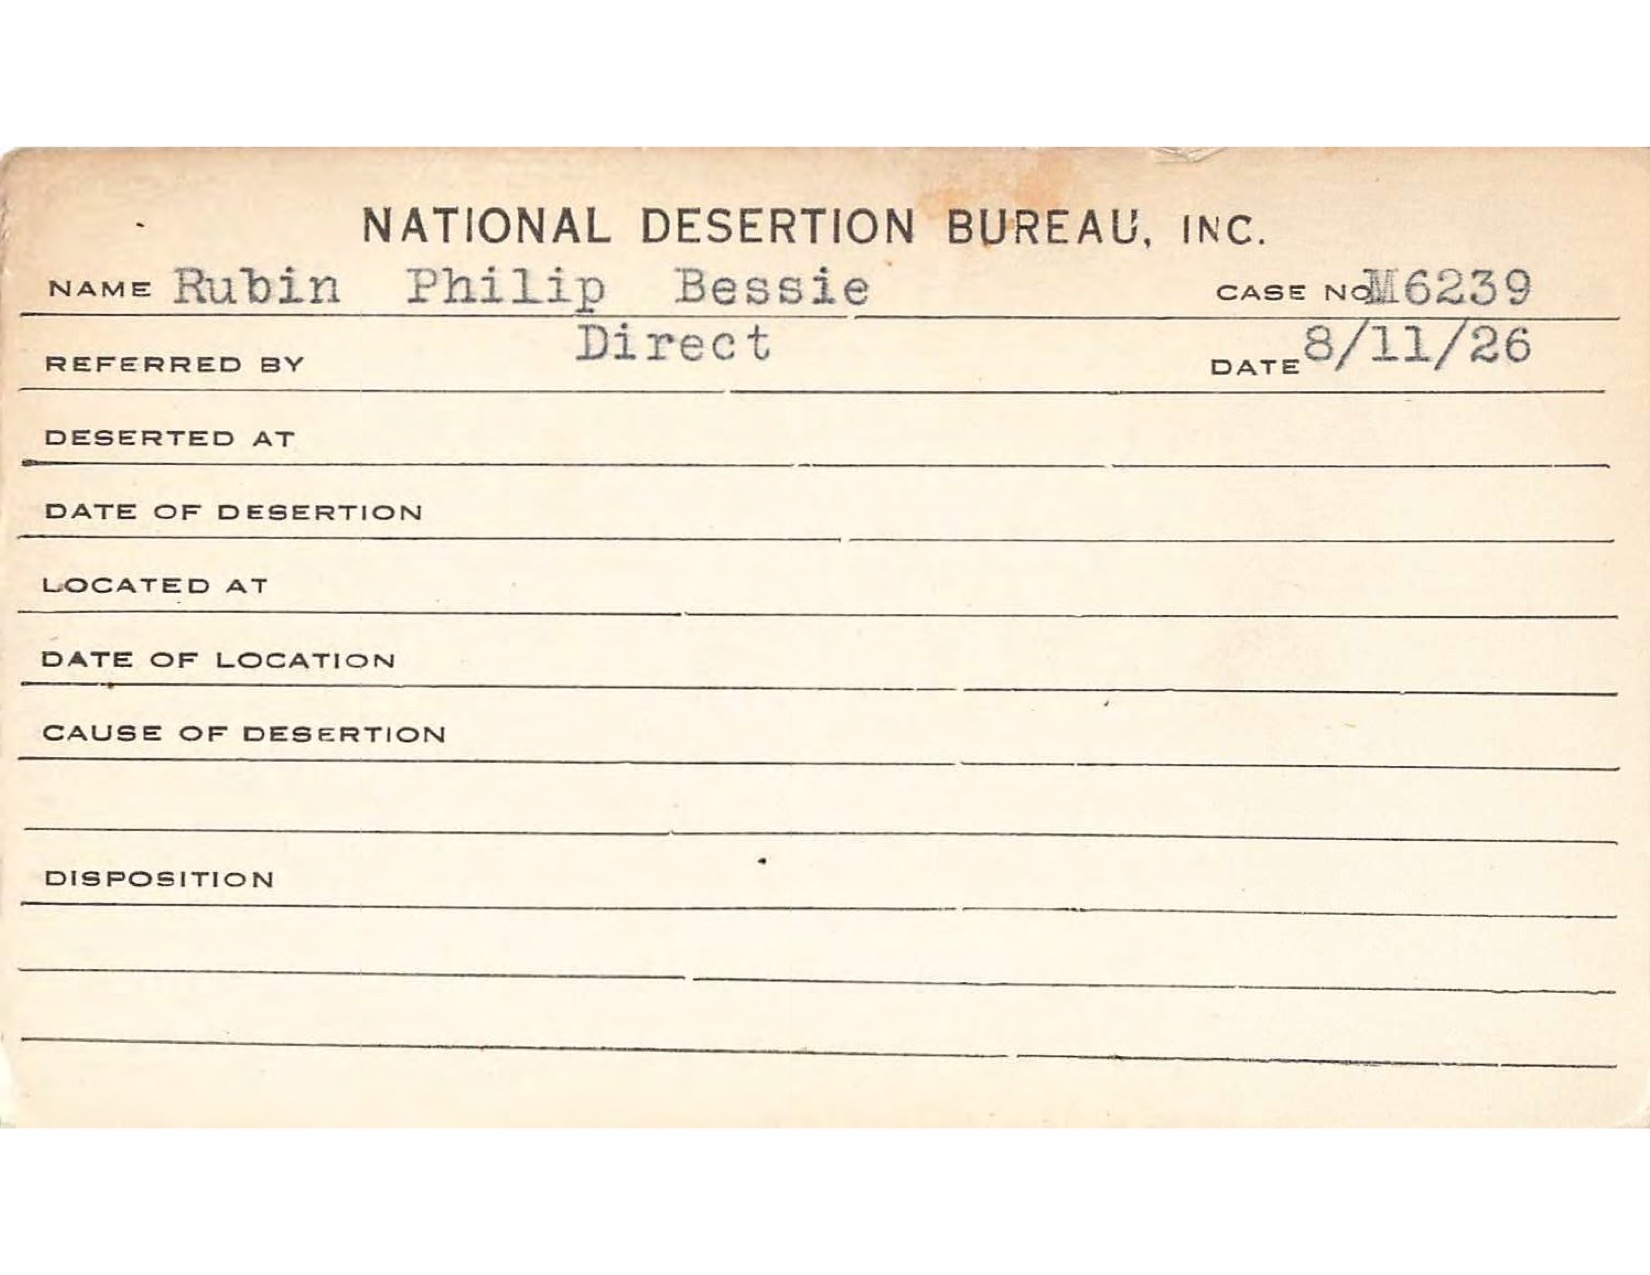 NATIONAL DESERTION BUREAU, INC.
NAME Rubin Philip Bessie CASE NO. M6239
REFERRED BY Direct DATE 8/11/26
DESERTED AT
DATE OF DESERTION
LOCATED AT
DATE OF LOCATION
CAUSE OF DESERTION
DISPOSITION